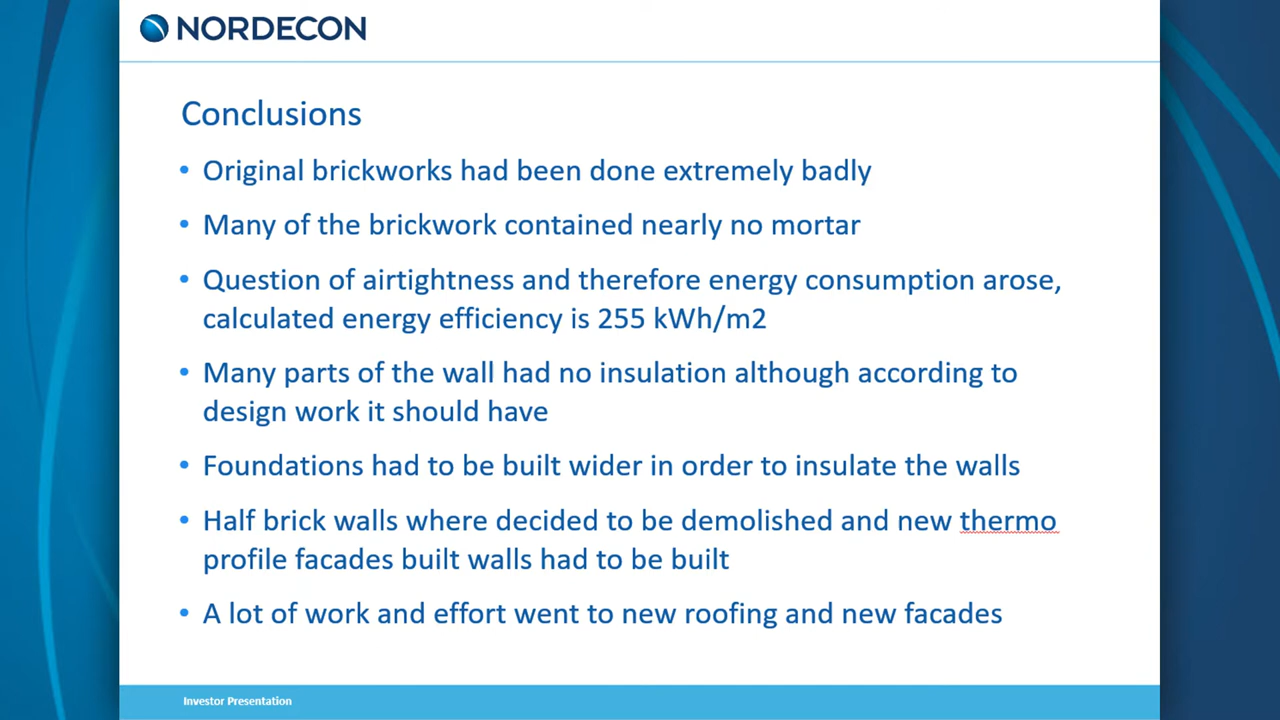 NORDECON
Conclusions
• Original brickworks had been done extremely badly
• Many of the brickwork contained nearly no mortar
• Question of airtightness and therefore energy consumption arose,
calculated energy efficiency is 255 kWh/m2
• Many parts of the wall had no insulation although according to
design work it should have
• Foundations had to be built wider in order to insulate the walls
• Half brick walls where decided to be demolished and new thermo
profile facades built walls had to be built
• A lot of work and effort went to new roofing and new facades
Investor Presentation